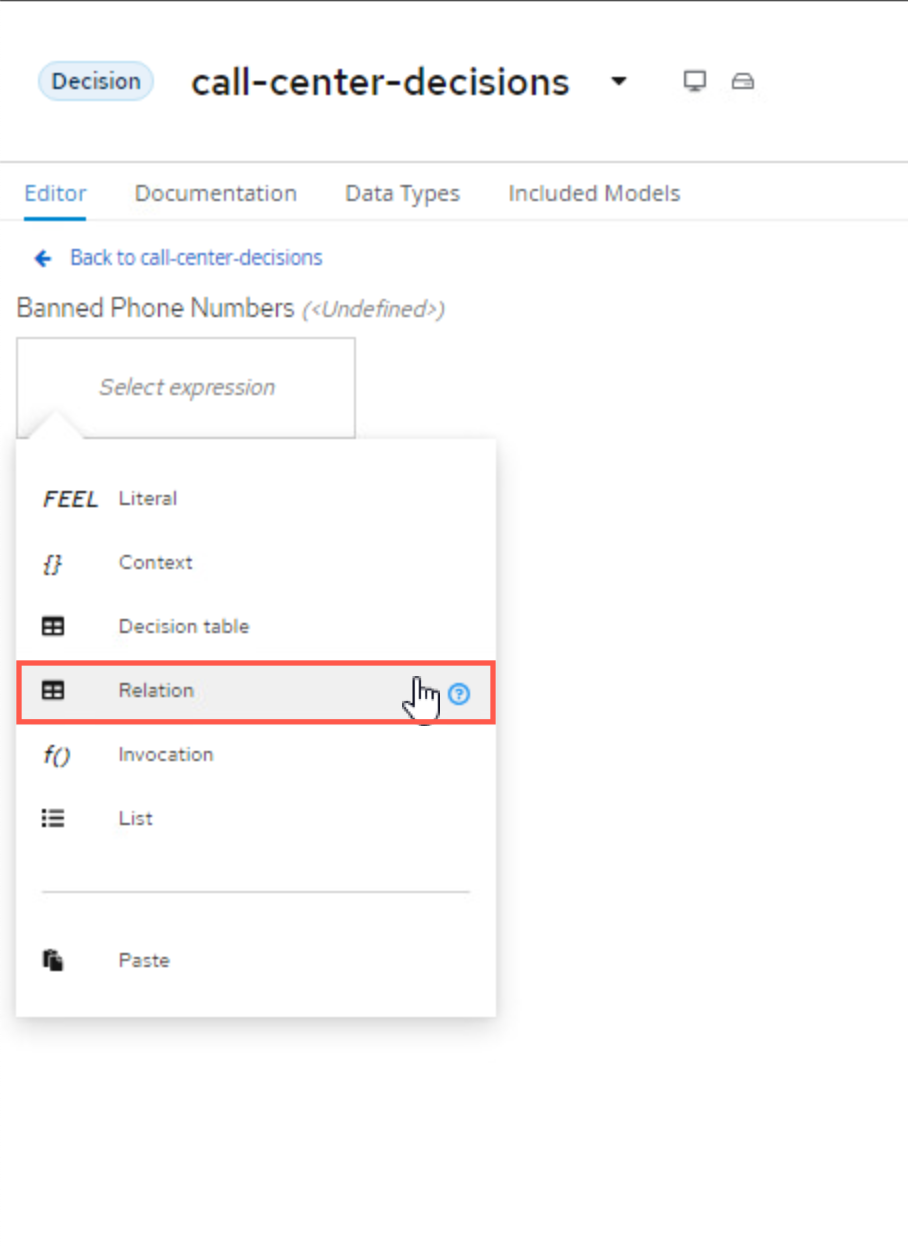 Decision call-center-decisions
Editor Documentation Data Types Included Models
Back to call-center-decisions
Banned Phone Numbers (<Undefined>)
Select expression
FEEL Literal
{} Context
Decision table
Relation ?
f() Invocation
List
Paste